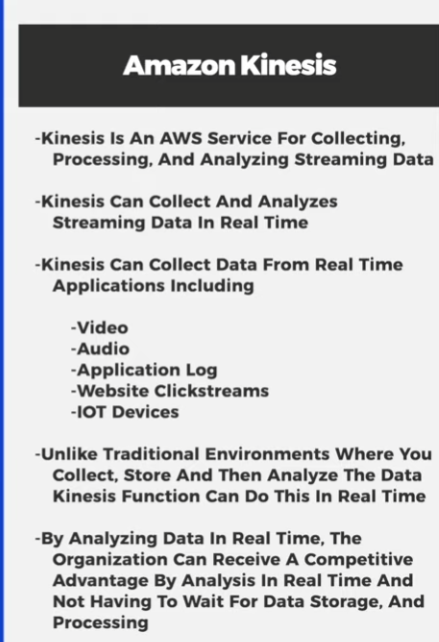 Amazon Kinesis
-Kinesis Is An AWS Service For Collecting,
Processing, And Analyzing Streaming Data
-Kinesis Can Collect And Analyzes
Streaming Data In Real Time
-Kinesis Can Collect Data From Real Time
Applications Including
-Video
-Audio
-Application Log
-Website Clickstreams
-IOT Devices
-Unlike Traditional Environments Where You
Collect, Store And Then Analyze The Data
Kinesis Function Can Do This In Real Time
-By Analyzing Data In Real Time, The
Organization Can Receive A Competitive
Advantage By Analysis In Real Time And
Not Having To Wait For Data Storage, And
Processing